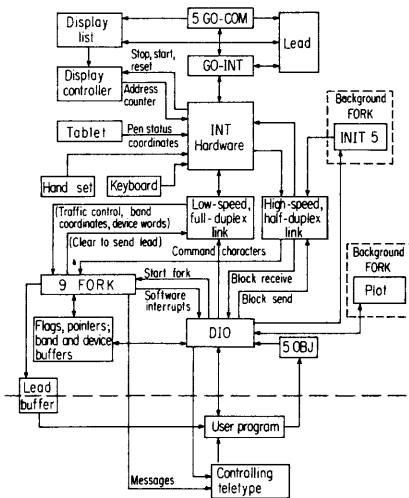 5 GO-COM
Display
list
Lead
Stop, start,
reset
GO-INT
Display
controller
Address
counter
Background
FORK
INIT 5
INT
Hardware
Tablet
Pen status
coordinates
Hand set
Keyboard
(Traffic control, band
coordinates, device words)
Low-speed,
full-duplex
link
High-speed,
half-duplex
link
(Clear to send lead)
Command characters
Background
FORK
Plot
9 FORK
Start fork
Software
interrupts
Block receive
Block send
DIO
Flags, pointers;
band and device
buffers
5 OBJ
Lead
buffer
User program
Messages
Controlling
teletype